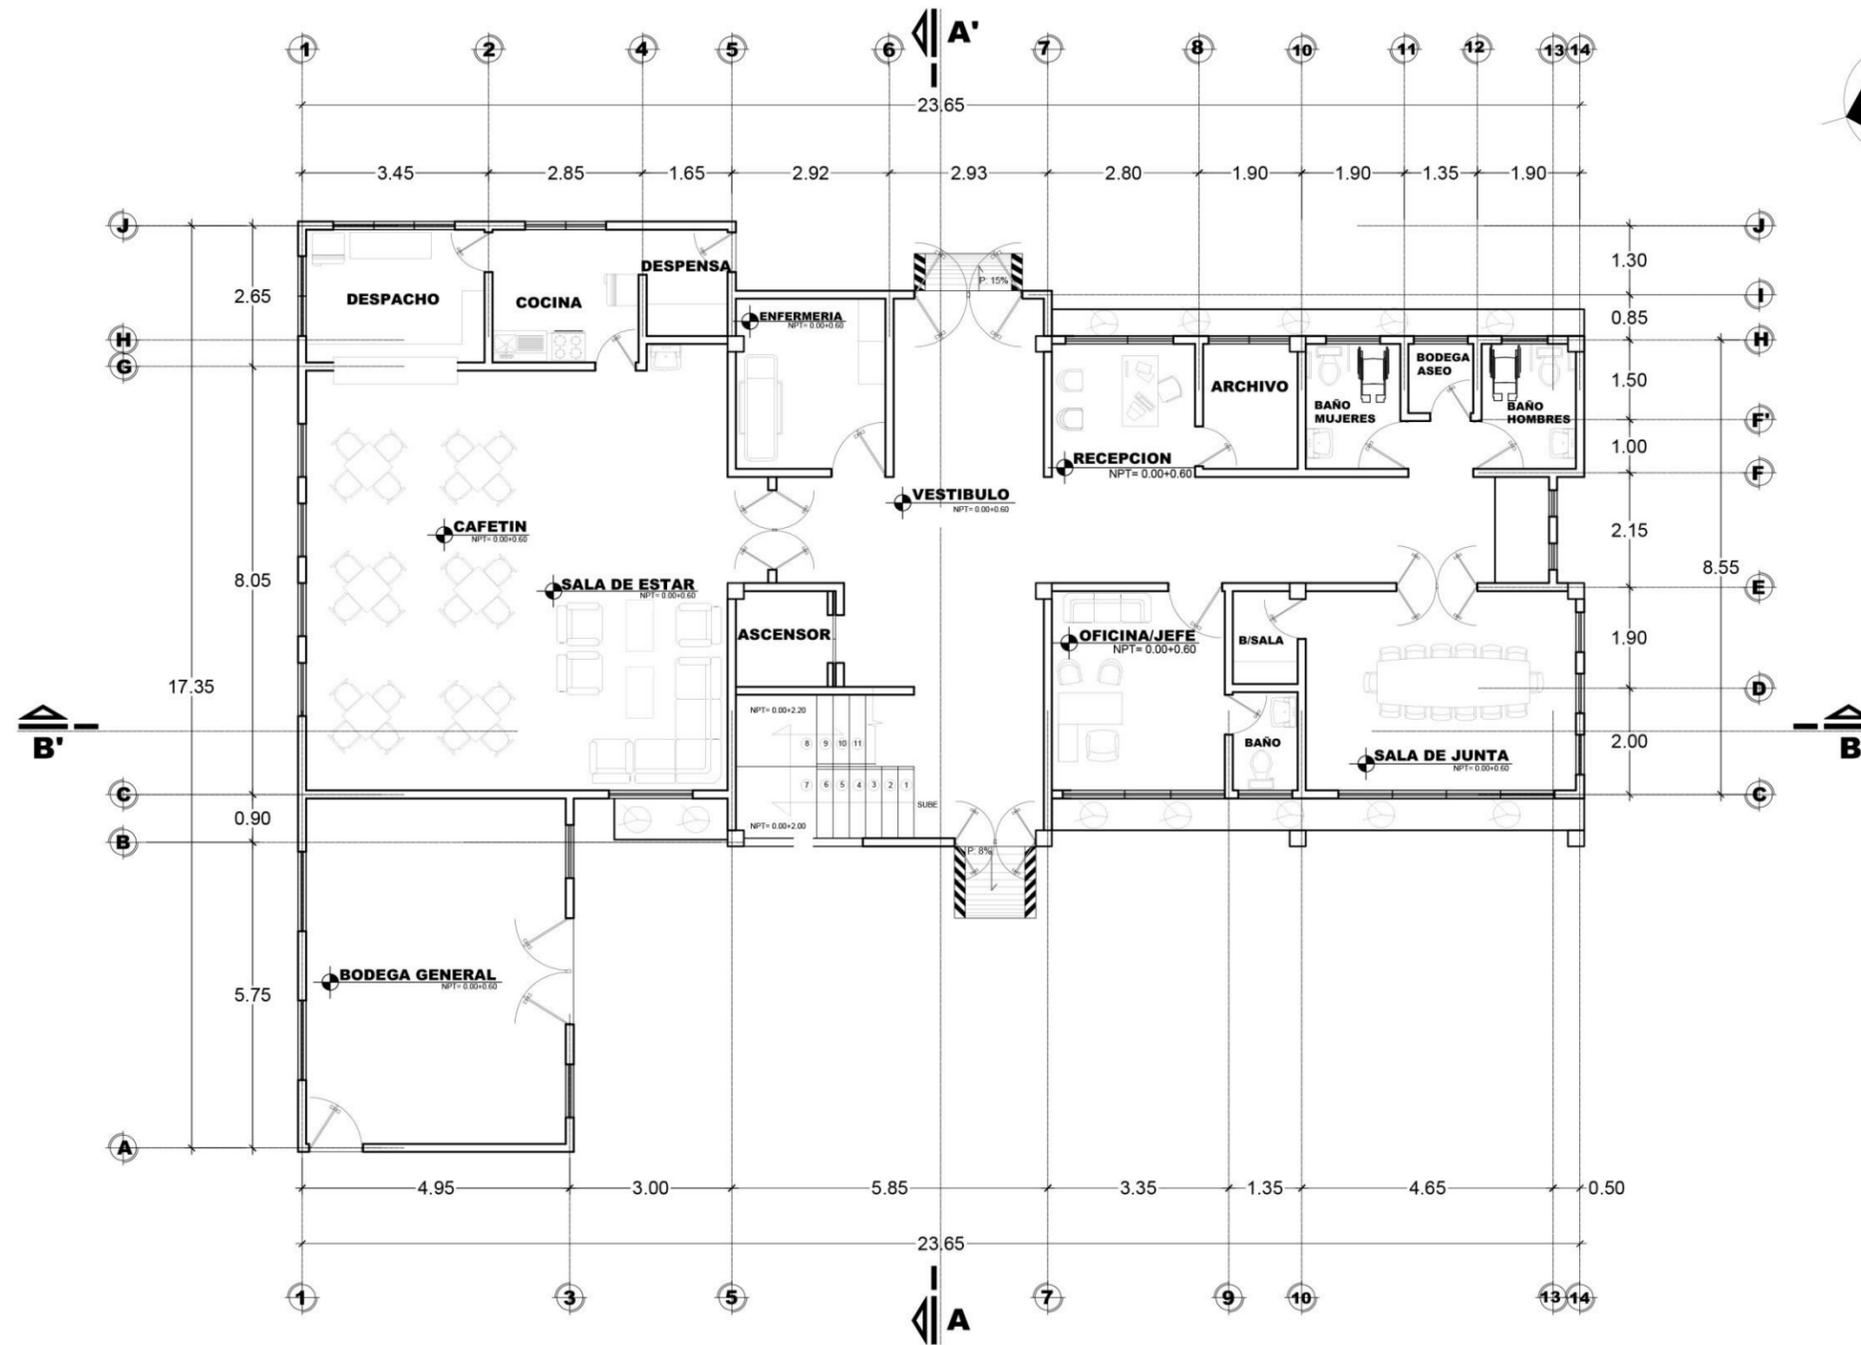 A'
1 2 4 5 6 7 8 10 11 12 13 14
23.65
3.45 2.85 1.65 2.92 2.93 2.80 1.90 1.90 1.35 1.90
J J
1.30
DESPENSA
P: 15%
2.65 DESPACHO COCINA I
ENFERMERIA 0.85
NPT= 0.00+0.60
H H
G
BODEGA
ASEO
1.50
ARCHIVO
BAÑO
MUJERES
BAÑO
HOMBRES
F'
1.00
RECEPCION
NPT= 0.00+0.60
F
VESTIBULO
NPT= 0.00+0.60
CAFETIN
NPT= 0.00+0.60
2.15
8.05 8.55
SALA DE ESTAR
NPT= 0.00+0.60
E
ASCENSOR OFICINA/JEFE B/SALA 1.90
NPT= 0.00+0.60
17.35 D
NPT= 0.00+2.20
B' 8 9 10 11 BAÑO 2.00 B
SALA DE JUNTA
NPT= 0.00+0.60
7 6 5 4 3 2 1
C C
SUBE
0.90
NPT= 0.00+2.00
B
P: 8%
BODEGA GENERAL
NPT= 0.00+0.60
5.75
A
4.95 3.00 5.85 3.35 1.35 4.65 0.50
23.65
1 3 5 7 9 10 13 14
A